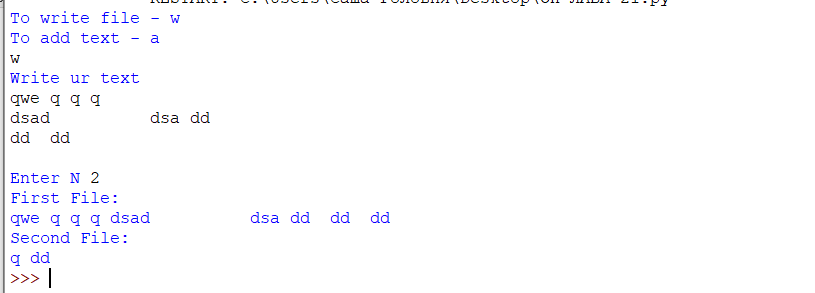 To write file - w
To add text - a
w
Write ur text
qwe q q q
dsad          dsa dd
dd  dd
Enter N 2
First File:
qwe q q q dsad          dsa dd  dd  dd
Second File:
q dd
>>>